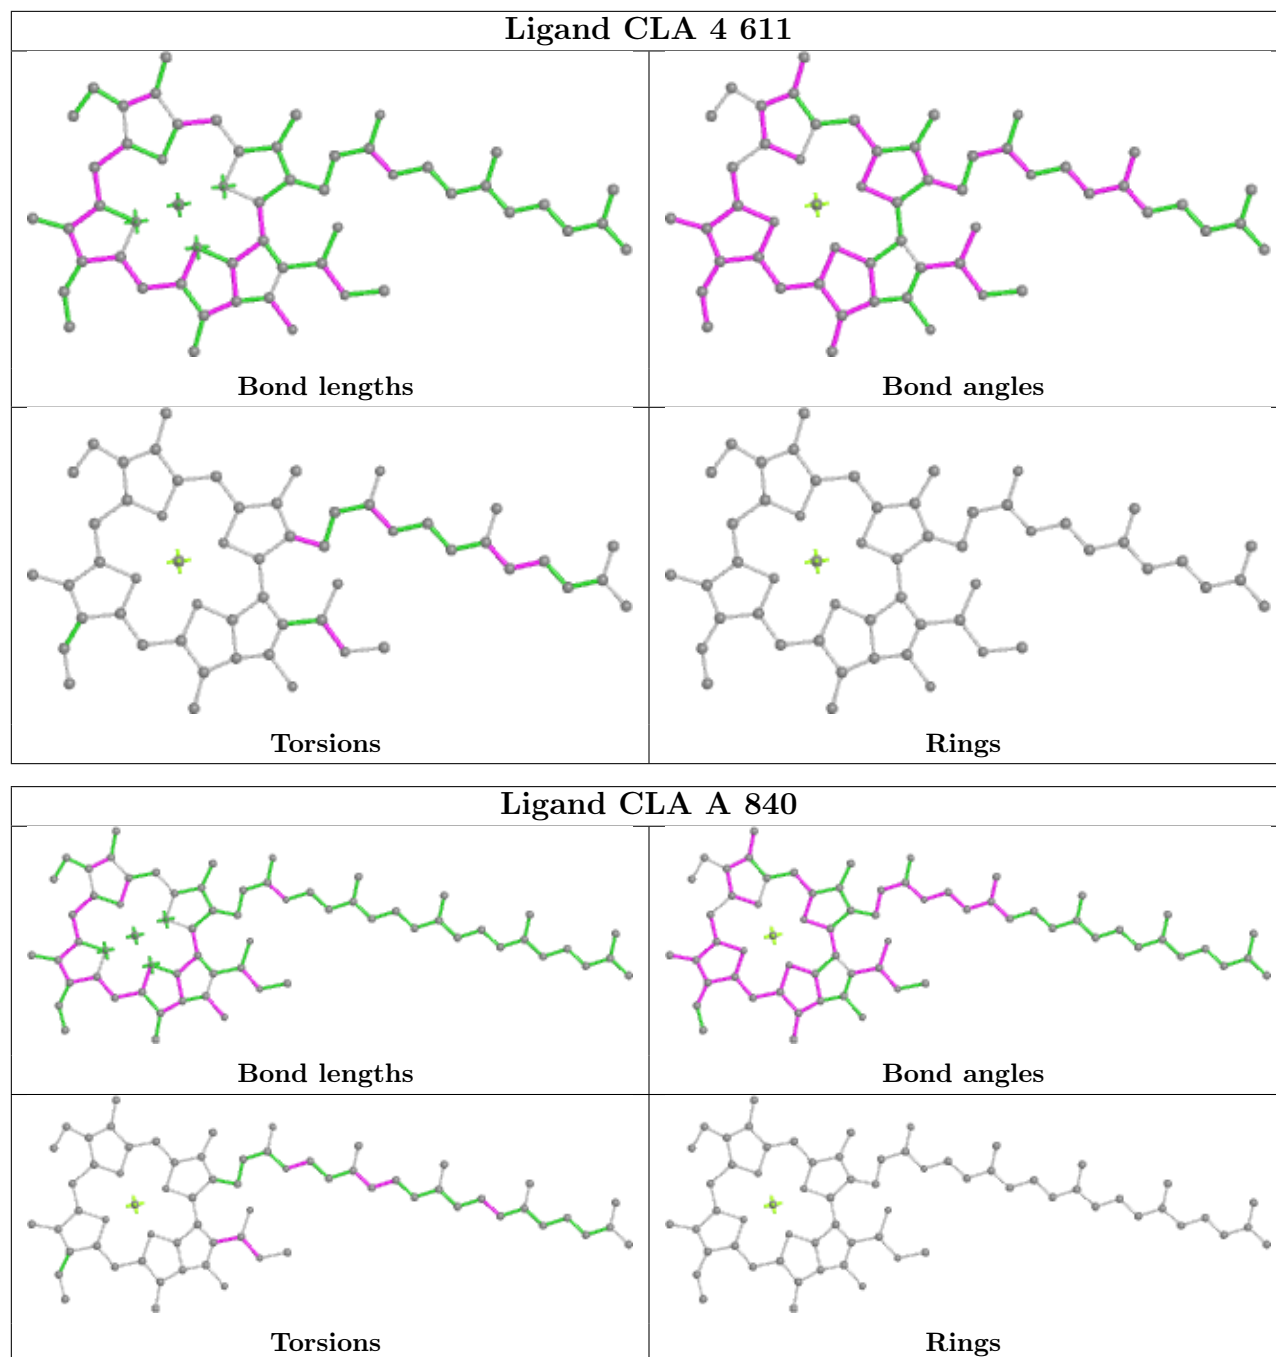 Ligand CLA 4 611
Bond lengths
Bond angles
Torsions
Rings
Ligand CLA A 840
Bond lengths
Bond angles
Torsions
Rings